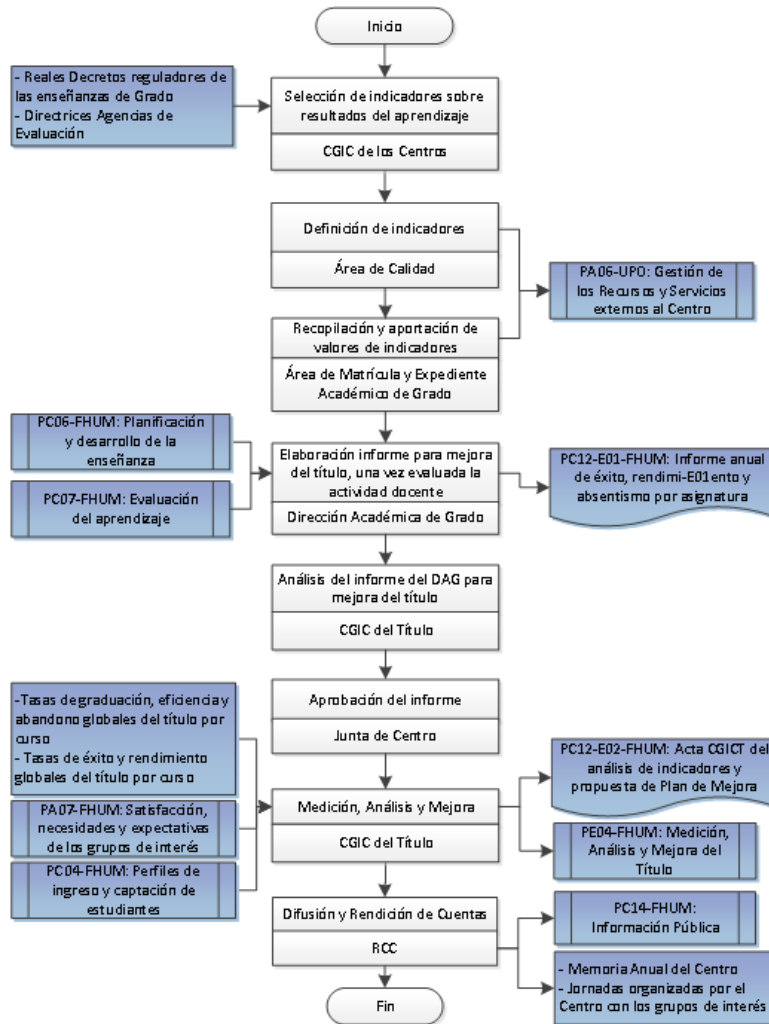 Inicio
- Reales Decretos reguladores de
las enseñanzas de Grado
- Directrices Agencias de
Evaluación
Selección de indicadores sobre
resultados del aprendizaje
CGIC de los Centros
Definición de indicadores
Área de Calidad
PA06-UPO: Gestión de
los Recursos y Servicios
externos al Centro
Recopilación y aportación de
valores de indicadores
Área de Matrícula y Expediente
Académico de Grado
PC06-FHUM: Planificación
y desarrollo de la
enseñanza
PC07-FHUM: Evaluación
del aprendizaje
Elaboración informe para mejora
del título, una vez evaluada la
actividad docente
Dirección Académica de Grado
PC12-E01-FHUM: Informe anual
de éxito, rendimi-E01ento y
absentismo por asignatura
Análisis del informe del DAG para
mejora del título
CGIC del Título
Aprobación del informe
Junta de Centro
-Tasas de graduación, eficiencia y
abandono globales del título por
curso
- Tasas de éxito y rendimiento
globales del título por curso
PA07-FHUM: Satisfacción,
necesidades y expectativas
de los grupos de interés
PC04-FHUM: Perfiles de
ingreso y captación de
estudiantes
Medición, Análisis y Mejora
CGIC del Título
PC12-E02-FHUM: Acta CGICT del
análisis de indicadores y
propuesta de Plan de Mejora
PE04-FHUM: Medición,
Análisis y Mejora del
Título
Difusión y Rendición de Cuentas
RCC
PC14-FHUM:
Información Pública
- Memoria Anual del Centro
- Jornadas organizadas por el
Centro con los grupos de interés
Fin